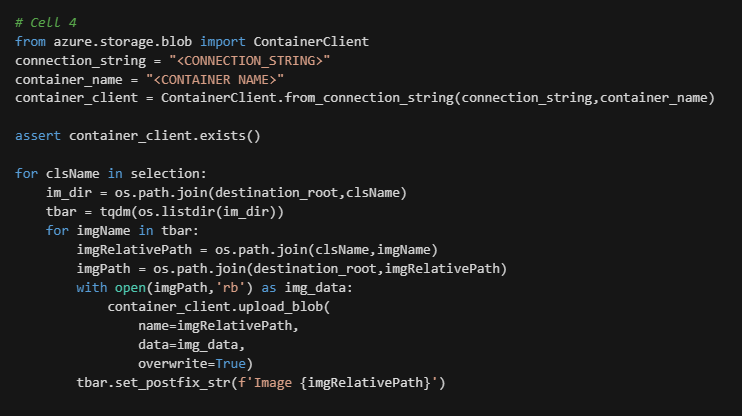 # Cell 4
from azure.storage.blob import ContainerClient
connection_string = "<CONNECTION_STRING>"
container_name = "<CONTAINER NAME>"
container_client = ContainerClient.from_connection_string(connection_string,container_name)

assert container_client.exists()

for clsName in selection:
    im_dir = os.path.join(destination_root,clsName)
    tbar = tqdm(os.listdir(im_dir))
    for imgName in tbar:
        imgRelativePath = os.path.join(clsName,imgName)
        imgPath = os.path.join(destination_root,imgRelativePath)
        with open(imgPath,'rb') as img_data:
            container_client.upload_blob(
                name=imgRelativePath,
                data=img_data,
                overwrite=True)
        tbar.set_postfix_str(f'Image {imgRelativePath}')